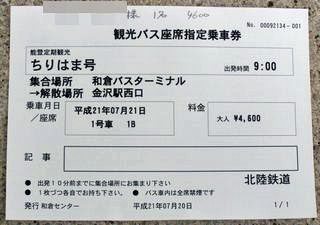 様 1名 4600
No. 00092134-001
観光バス座席指定乗車券
能登定期観光
ちりはま号
出発時間 9:00
集合場所 和倉バスターミナル
→解散場所 金沢駅西口
乗車月日/座席
平成21年07月21日
1号車 1B
料金
大人 ¥4,600
記事
● 出発10分前までに集合場所にお集まり下さい
● 1枚づつ各自でお持ち下さい。 ● バス車内は全席禁煙です
北陸鉄道
発行 和倉センター 平成21年07月20日 1/1